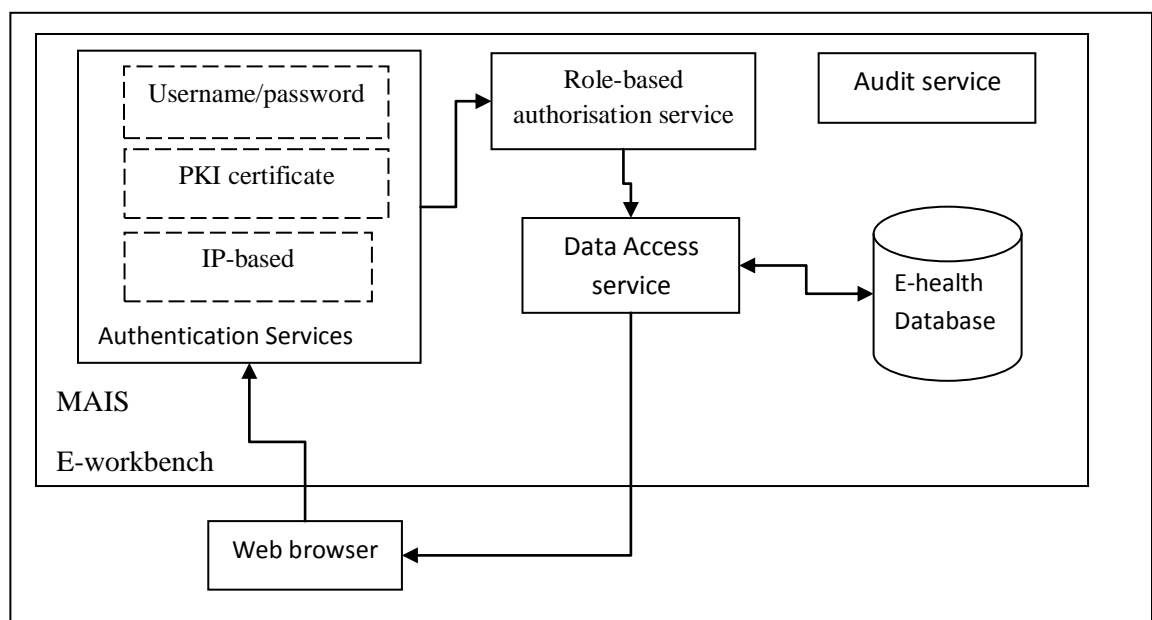 Username/password
PKI certificate
IP-based
Authentication Services
Role-based
authorisation service
Audit service
Data Access
service
E-health
Database
MAIS
E-workbench
Web browser